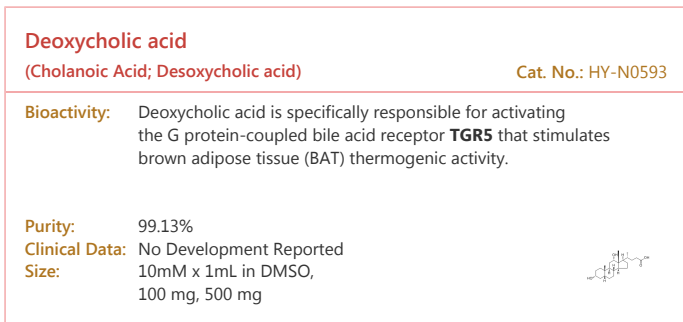 Deoxycholic acid
(Cholanoic Acid; Desoxycholic acid) Cat. No.: HY-N0593
Bioactivity: Deoxycholic acid is specifically responsible for activating
the G protein-coupled bile acid receptor TGR5 that stimulates
brown adipose tissue (BAT) thermogenic activity.
Purity: 99.13%
Clinical Data: No Development Reported
Size: 10mM x 1mL in DMSO,
100 mg, 500 mg